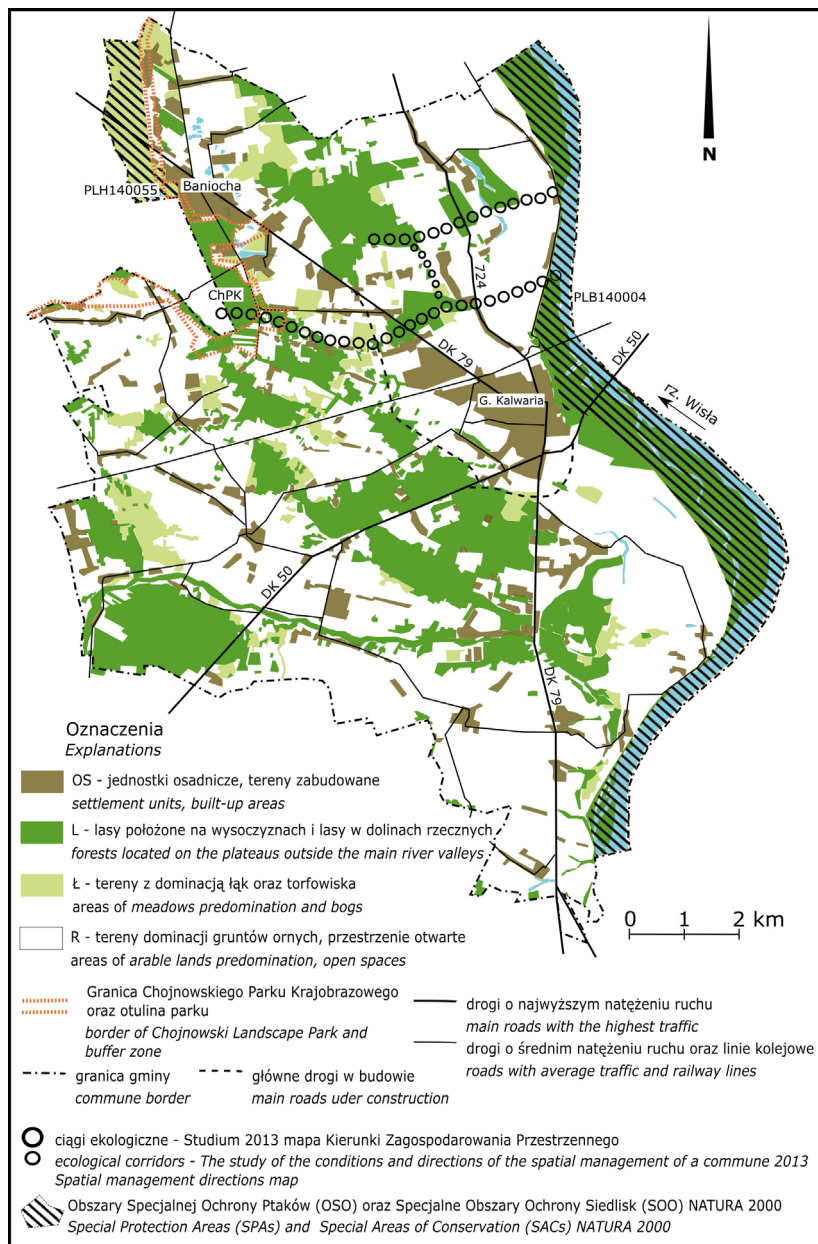 N
PLH140055
Baniocha
ChPK
724
PLB140004
DK 50
DK 79
rz. Wisła
G. Kalwaria
DK 50
DK 79
Oznaczenia
Explanations
OS - jednostki osadnicze, tereny zabudowane
settlement units, built-up areas
L - lasy położone na wysoczyznach i lasy w dolinach rzecznych
forests located on the plateaus outside the main river valleys
Ł - tereny z dominacją łąk oraz torfowiska
areas of meadows predomination and bogs
R - tereny dominacji gruntów ornych, przestrzenie otwarte
areas of arable lands predomination, open spaces
0 1 2 km
Granica Chojnowskiego Parku Krajobrazowego
oraz otulina parku
border of Chojnowski Landscape Park and
buffer zone
drogi o najwyższym natężeniu ruchu
main roads with the highest traffic
drogi o średnim natężeniu ruchu oraz linie kolejowe
roads with average traffic and railway lines
granica gminy
commune border
główne drogi w budowie
main roads uder construction
ciągi ekologiczne - Studium 2013 mapa Kierunki Zagospodarowania Przestrzennego
ecological corridors - The study of the conditions and directions of the spatial management of a commune 2013
Spatial management directions map
Obszary Specjalnej Ochrony Ptaków (OSO) oraz Specjalne Obszary Ochrony Siedlisk (SOO) NATURA 2000
Special Protection Areas (SPAs) and Special Areas of Conservation (SACs) NATURA 2000